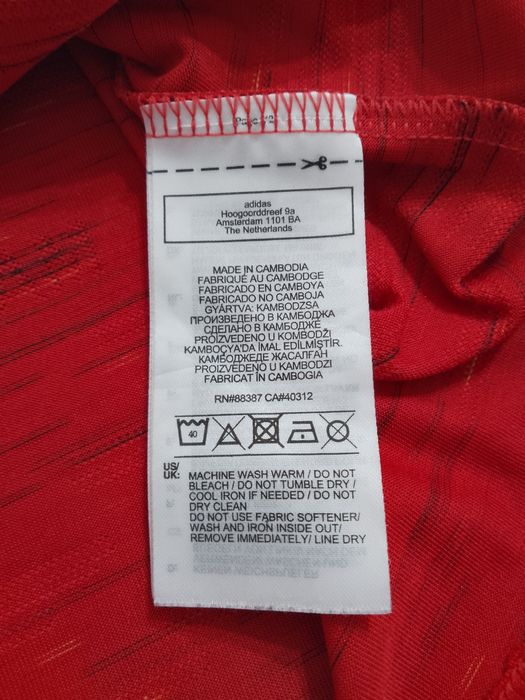 adidas
Hoogoorddreef 9a
Amsterdam 1101 BA
The Netherlands
MADE IN CAMBODIA
FABRIQUÉ AU CAMBODGE
FABRICADO EN CAMBOYA
FABRICADO NO CAMBOJA
GYÁRTVA: KAMBODZSA
ПРОИЗВЕДЕНО В КАМБОДЖА
СДЕЛАНО В КАМБОДЖЕ
PROIZVEDENO U KOMBODŽI
KAMBOÇYA'DA IMAL EDİLMİŞTİR.
КАМБОДЖЕДЕ ЖАСАЛҒАН
PROIZVEDENO U KAMBODZI
FABRICAT ÎN CAMBOGIA
RN#88387 CA#40312
40
US/
UK: MACHINE WASH WARM / DO NOT
BLEACH / DO NOT TUMBLE DRY /
COOL IRON IF NEEDED / DO NOT
DRY CLEAN
DO NOT USE FABRIC SOFTENER/
WASH AND IRON INSIDE OUT/
REMOVE IMMEDIATELY/ LINE DRY